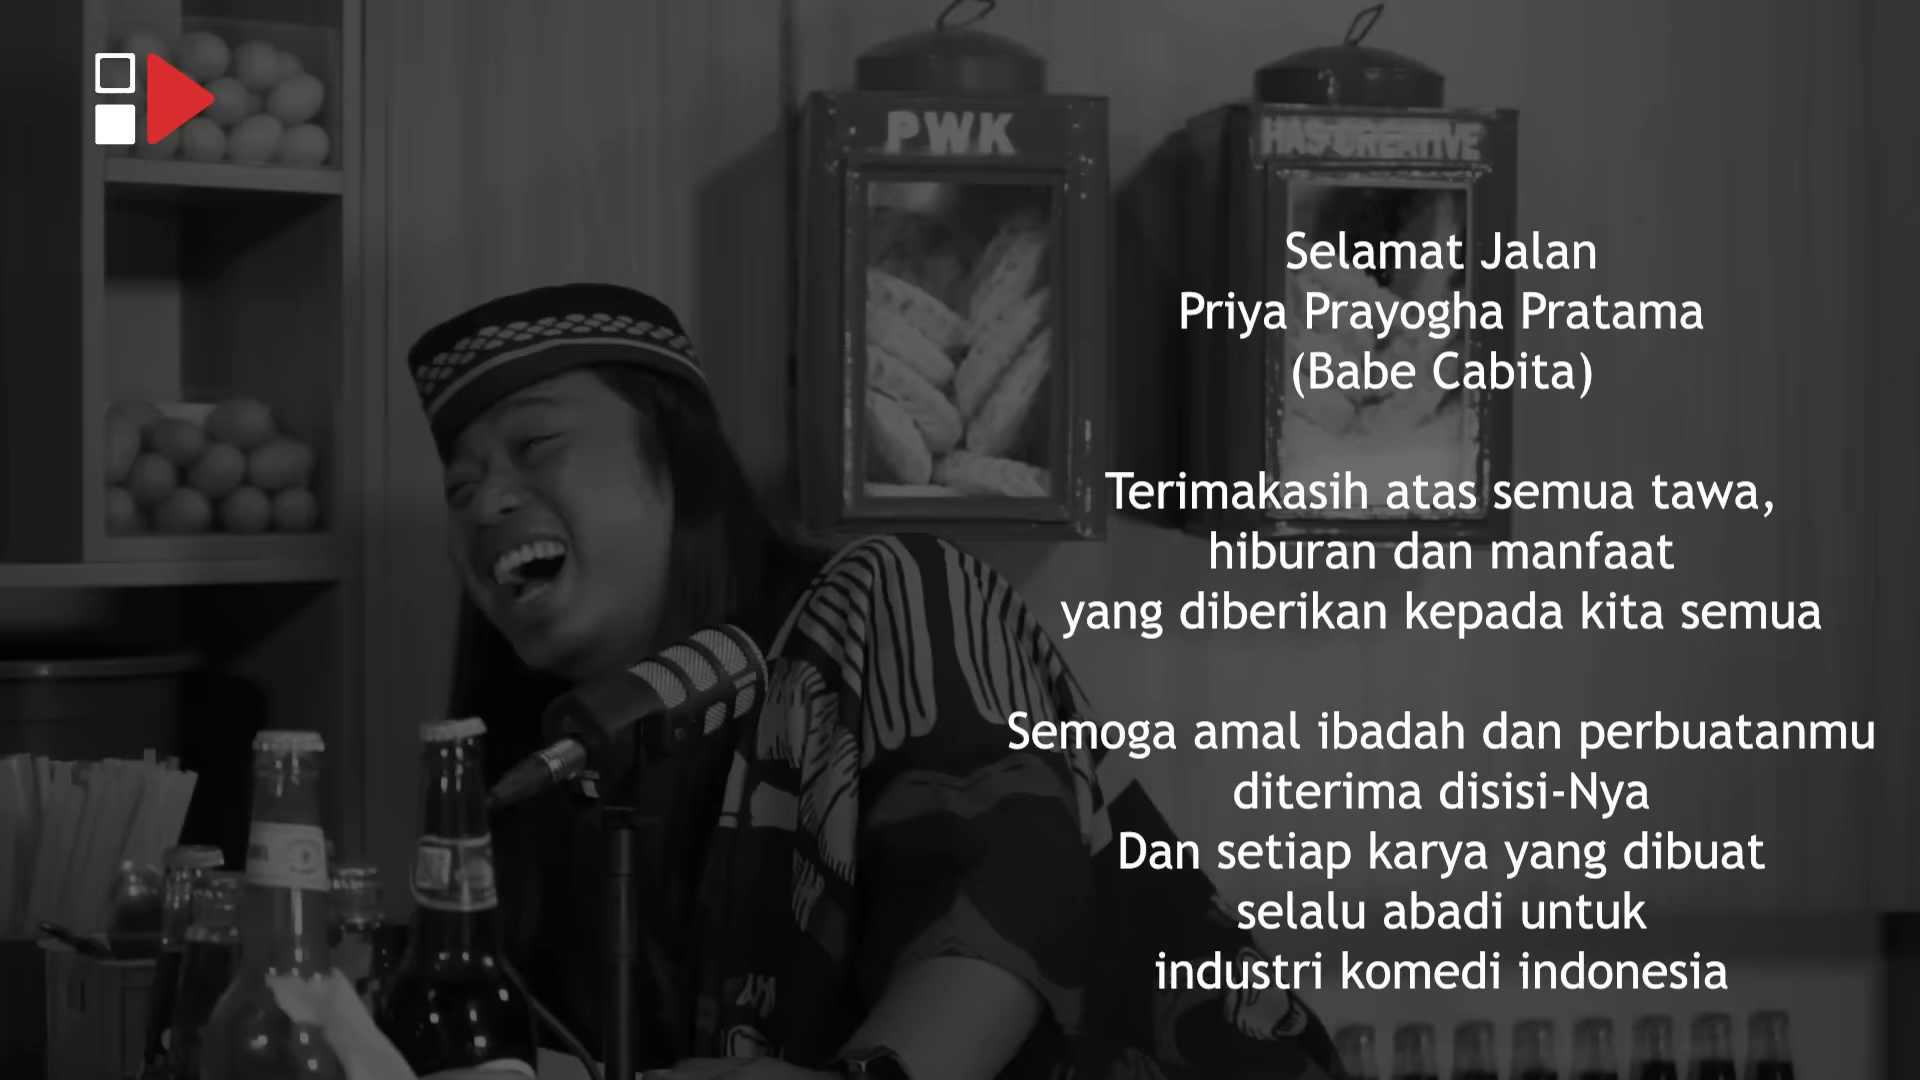 PWK
HAS CREATIVE
Selamat Jalan
Priya Prayogha Pratama
(Babe Cabita)
Terimakasih atas semua tawa,
hiburan dan manfaat
yang diberikan kepada kita semua
Semoga amal ibadah dan perbuatanmu
diterima disisi-Nya
Dan setiap karya yang dibuat
selalu abadi untuk
industri komedi indonesia